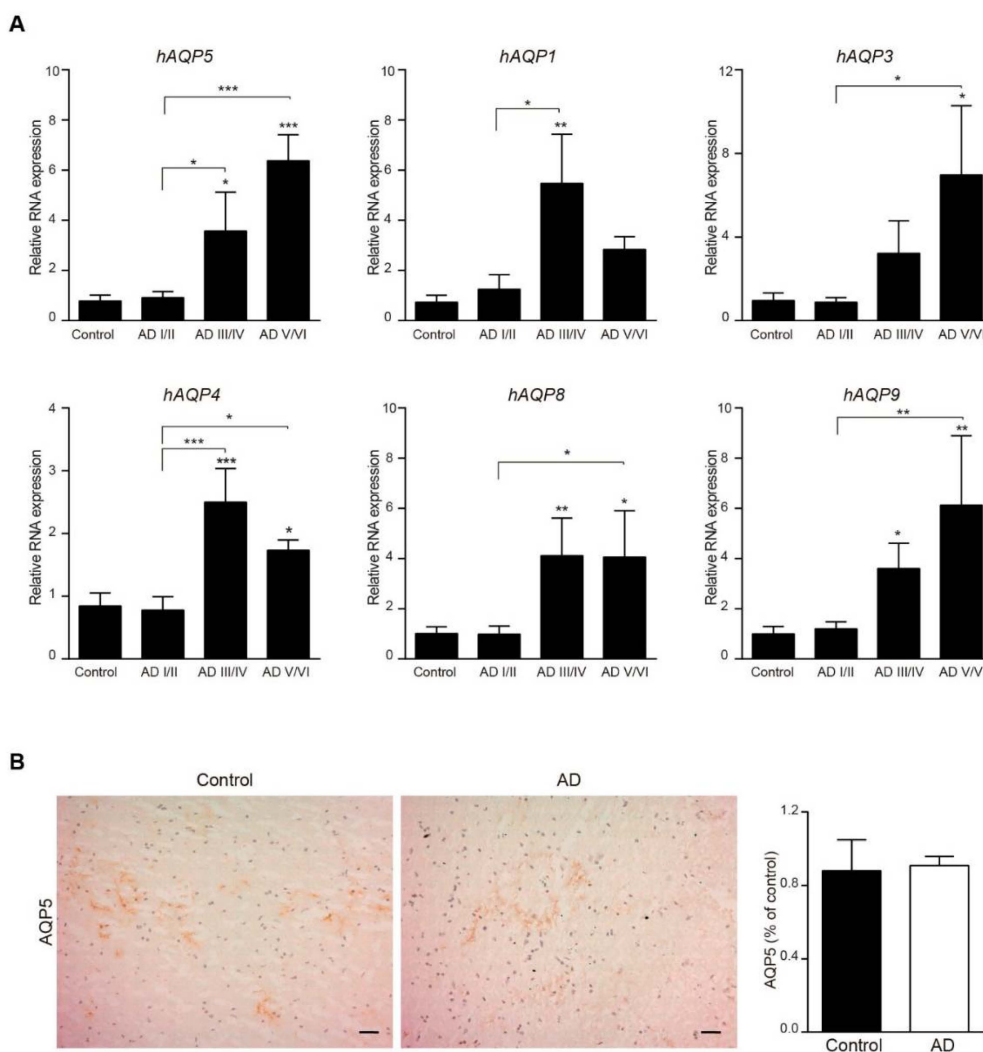 A
hAQP5
10
8
6
4
2
0
Relative RNA expression
***
*
*
***
Control AD I/II AD III/IV AD V/VI
hAQP1
10
8
6
4
2
0
Relative RNA expression
*
**
Control AD I/II AD III/IV AD V/VI
hAQP3
12
8
4
0
Relative RNA expression
*
*
Control AD I/II AD III/IV AD V/VI
hAQP4
4
3
2
1
0
Relative RNA expression
*
***
***
*
Control AD I/II AD III/IV AD V/VI
hAQP8
10
8
6
4
2
0
Relative RNA expression
*
**
*
Control AD I/II AD III/IV AD V/VI
hAQP9
10
8
6
4
2
0
Relative RNA expression
**
*
**
Control AD I/II AD III/IV AD V/VI
B
Control
AD
AQP5
1.2
0.8
0.4
0.0
AQP5 (% of control)
Control AD